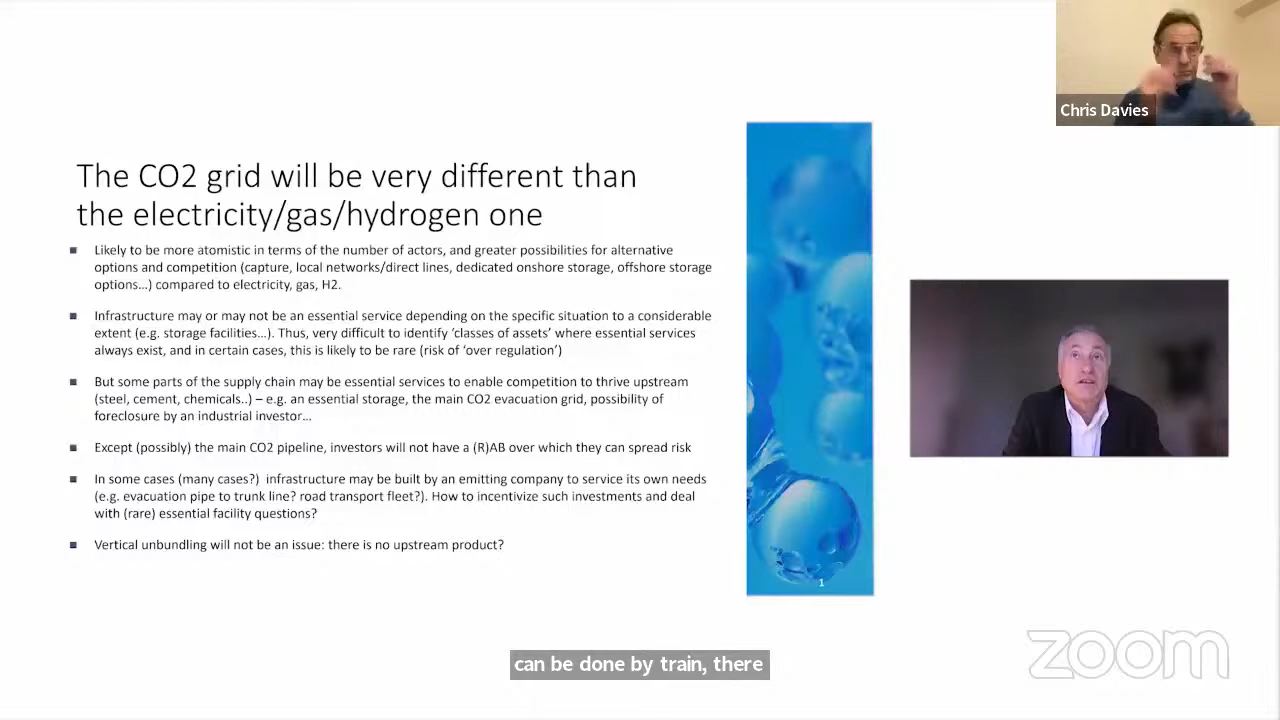 Chris Davies
The CO2 grid will be very different than
the electricity/gas/hydrogen one
Likely to be more atomistic in terms of the number of actors, and greater possibilities for alternative
options and competition (capture, local networks/direct lines, dedicated onshore storage, offshore storage
options…) compared to electricity, gas, H2.
Infrastructure may or may not be an essential service depending on the specific situation to a considerable
extent (e.g. storage facilities…). Thus, very difficult to identify ‘classes of assets’ where essential services
always exist, and in certain cases, this is likely to be rare (risk of ‘over regulation’)
But some parts of the supply chain may be essential services to enable competition to thrive upstream
(steel, cement, chemicals..) – e.g. an essential storage, the main CO2 evacuation grid, possibility of
foreclosure by an industrial investor…
Except (possibly) the main CO2 pipeline, investors will not have a (R)AB over which they can spread risk
In some cases (many cases?) infrastructure may be built by an emitting company to service its own needs
(e.g. evacuation pipe to trunk line? road transport fleet?). How to incentivize such investments and deal
with (rare) essential facility questions?
Vertical unbundling will not be an issue: there is no upstream product?
1
can be done by train, there
zoom